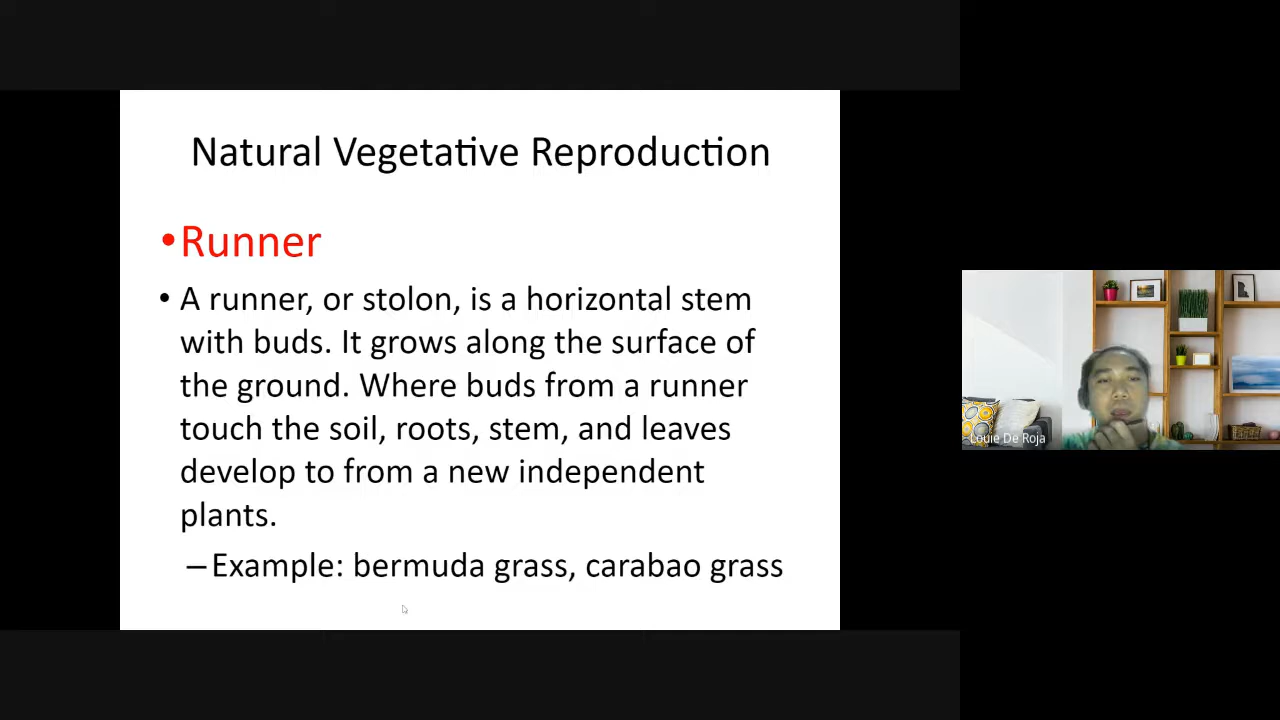 Natural Vegetative Reproduction
•Runner
• A runner, or stolon, is a horizontal stem
with buds. It grows along the surface of
the ground. Where buds from a runner
touch the soil, roots, stem, and leaves
develop to from a new independent
plants.
–Example: bermuda grass, carabao grass
Louie De Roja